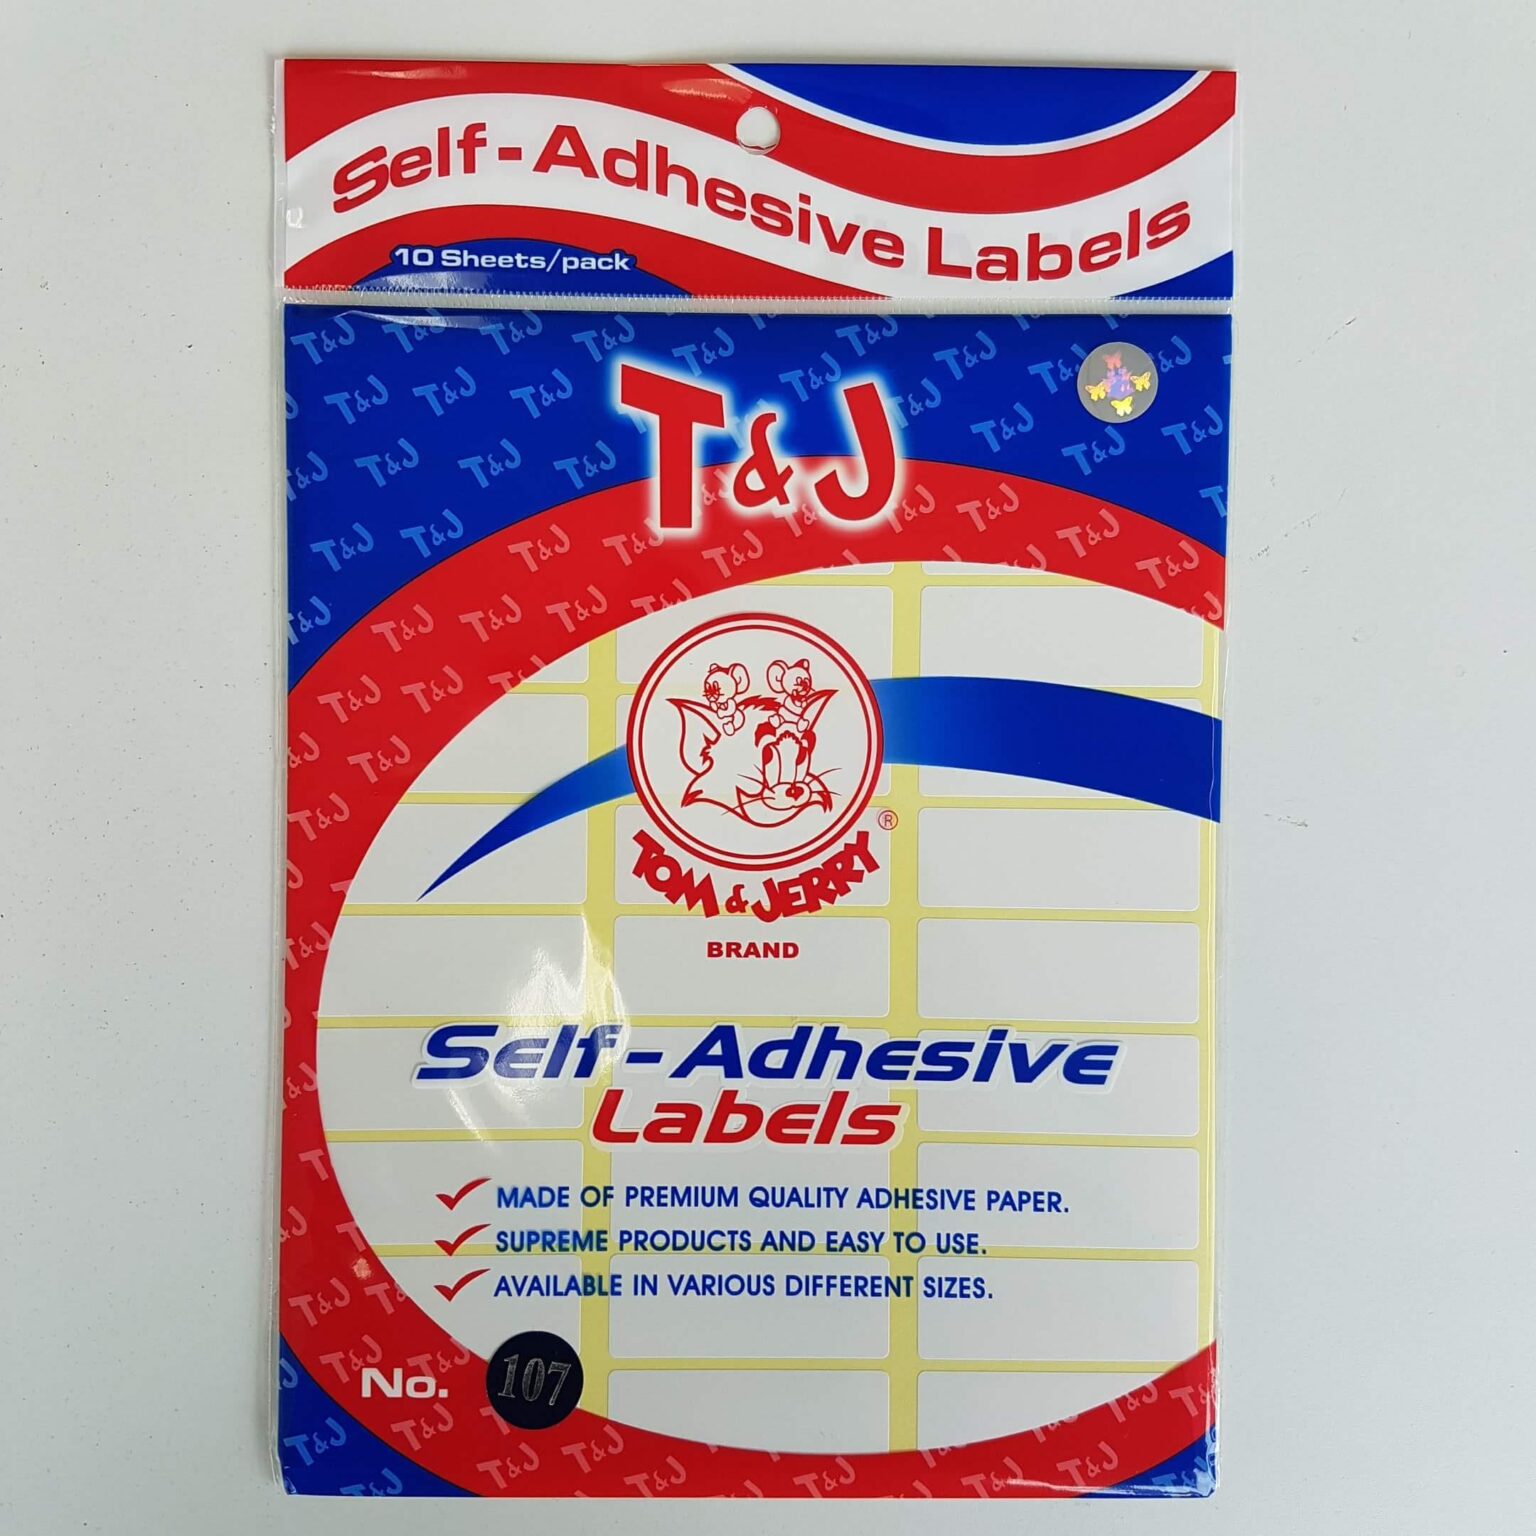 Self-Adhesive Labels
10 Sheets/pack
T&J
TOM & JERRY ®
BRAND
Self-Adhesive
Labels
MADE OF PREMIUM QUALITY ADHESIVE PAPER.
SUPREME PRODUCTS AND EASY TO USE.
AVAILABLE IN VARIOUS DIFFERENT SIZES.
No. 107